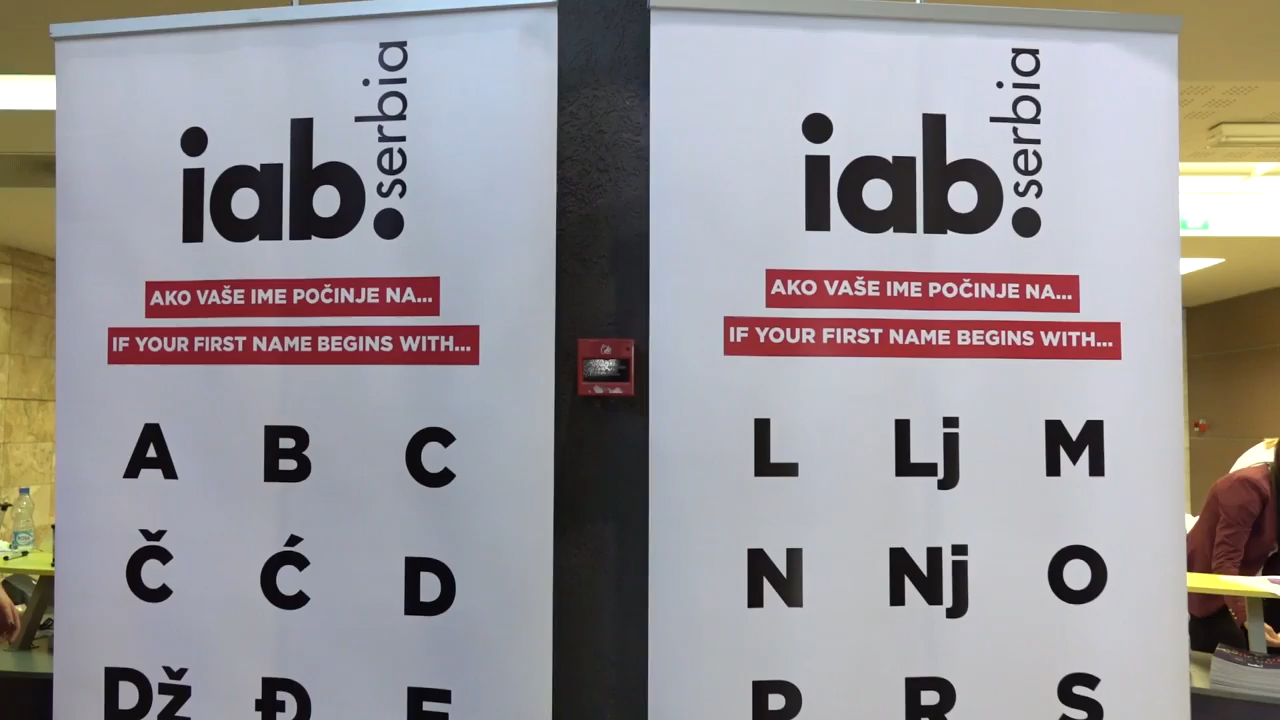 iab.serbia
AKO VAŠE IME POČINJE NA...
IF YOUR FIRST NAME BEGINS WITH...
A B C
Č Ć D
Dž Đ E
iab.serbia
AKO VAŠE IME POČINJE NA...
IF YOUR FIRST NAME BEGINS WITH...
L Lj M
N Nj O
P R S